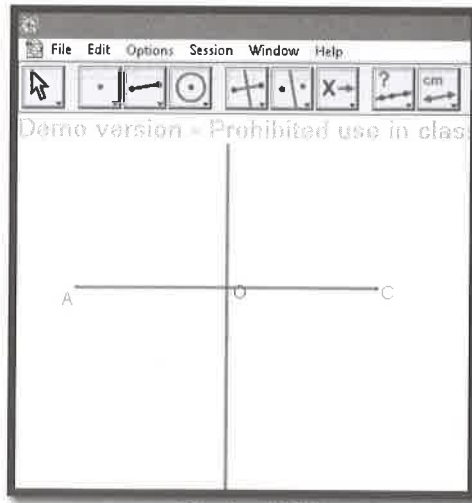 File Edit Options Session Window Help
? cm
X
Demo version - Prohibited use in clas
A O C